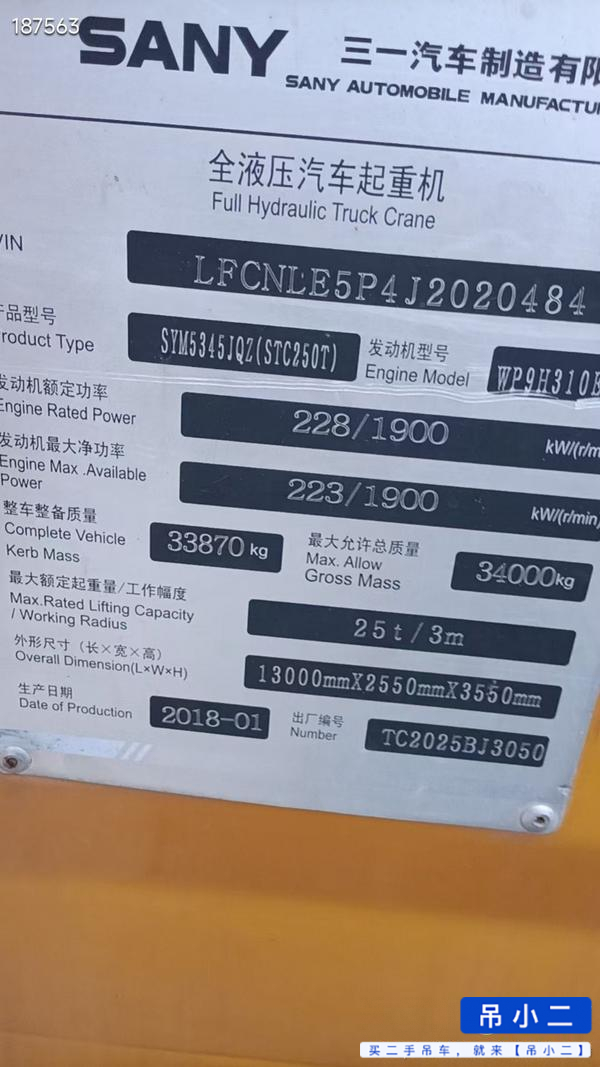 187563
SANY 三一汽车制造有限
SANY AUTOMOBILE MANUFACTU
全液压汽车起重机
Full Hydraulic Truck Crane
VIN LFCNLE5P4J2020484
产品型号
Product Type SYM5345JQZ(STC250T) 发动机型号
Engine Model WP9H310E
发动机额定功率
Engine Rated Power 228/1900 kW/(r/m
发动机最大净功率
Engine Max .Available
Power 223/1900 kW/(r/min)
整车整备质量
Complete Vehicle
Kerb Mass 33870 kg 最大允许总质量
Max. Allow
Gross Mass 34000kg
最大额定起重量/工作幅度
Max.Rated Lifting Capacity
/ Working Radius 25t/3m
外形尺寸（长×宽×高）
Overall Dimension(L×W×H) 13000mmX2550mmX3550mm
生产日期
Date of Production 2018-01 出厂编号
Number TC2025BJ3050
吊小二
买二手吊车，就来【吊小二】